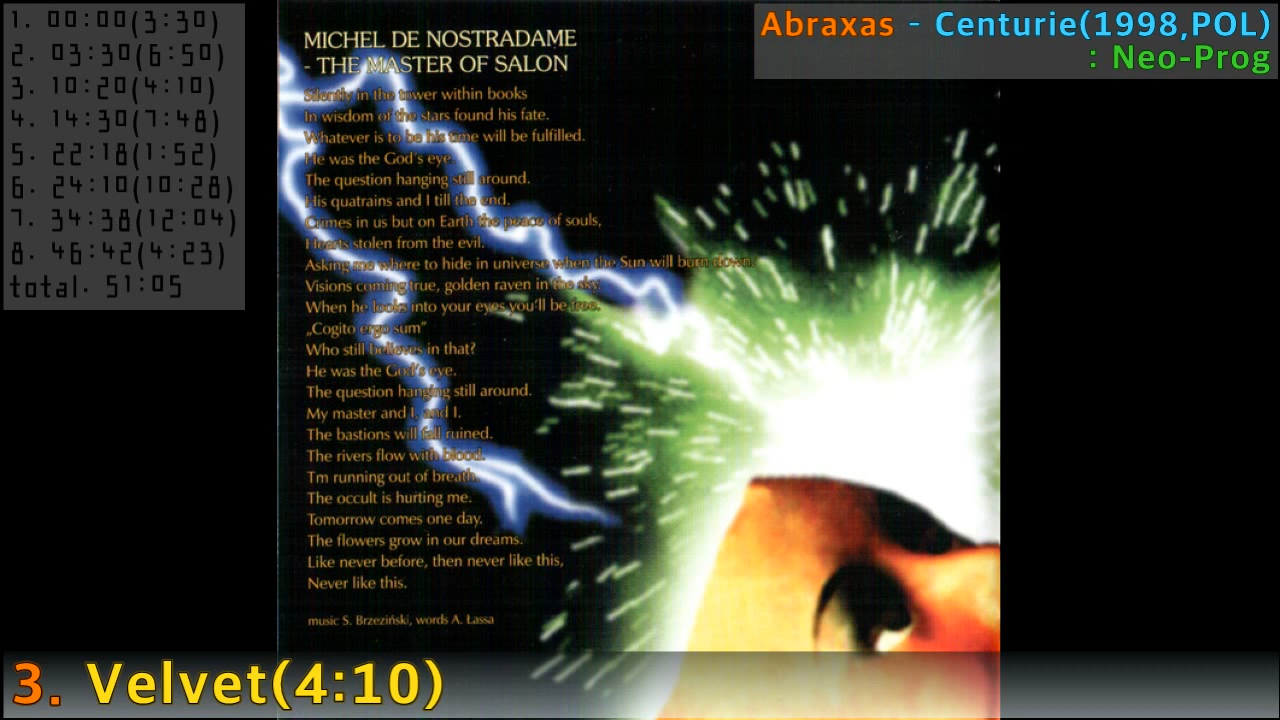 1. 00:00(3:30)
2. 03:30(6:50)
3. 10:20(4:10)
4. 14:30(7:48)
5. 22:18(1:52)
6. 24:10(10:28)
7. 34:38(12:04)
8. 46:42(4:23)
total. 51:05
Abraxas - Centurie(1998,POL)
: Neo-Prog
MICHEL DE NOSTRADAME
- THE MASTER OF SALON
Silently in the tower within books
In wisdom of the stars found his fate.
Whatever is to be his time will be fulfilled.
He was the God's eye.
The question hanging still around.
His quatrains and I till the end,
Crimes in us but on Earth the peace of souls,
Hearts stolen from the evil.
Asking me where to hide in universe when the Sun will burn down.
Visions coming true, golden raven in the sky.
When he looks into your eyes you'll be free.
„Cogito ergo sum”
Who still believes in that?
He was the God's eye.
The question hanging still around.
My master and I, and I.
The bastions will fall ruined.
The rivers flow with blood.
Tm running out of breath.
The occult is hurting me.
Tomorrow comes one day.
The flowers grow in our dreams.
Like never before, then never like this,
Never like this.
music S. Brzeziński, words A. Łassa
3. Velvet(4:10)